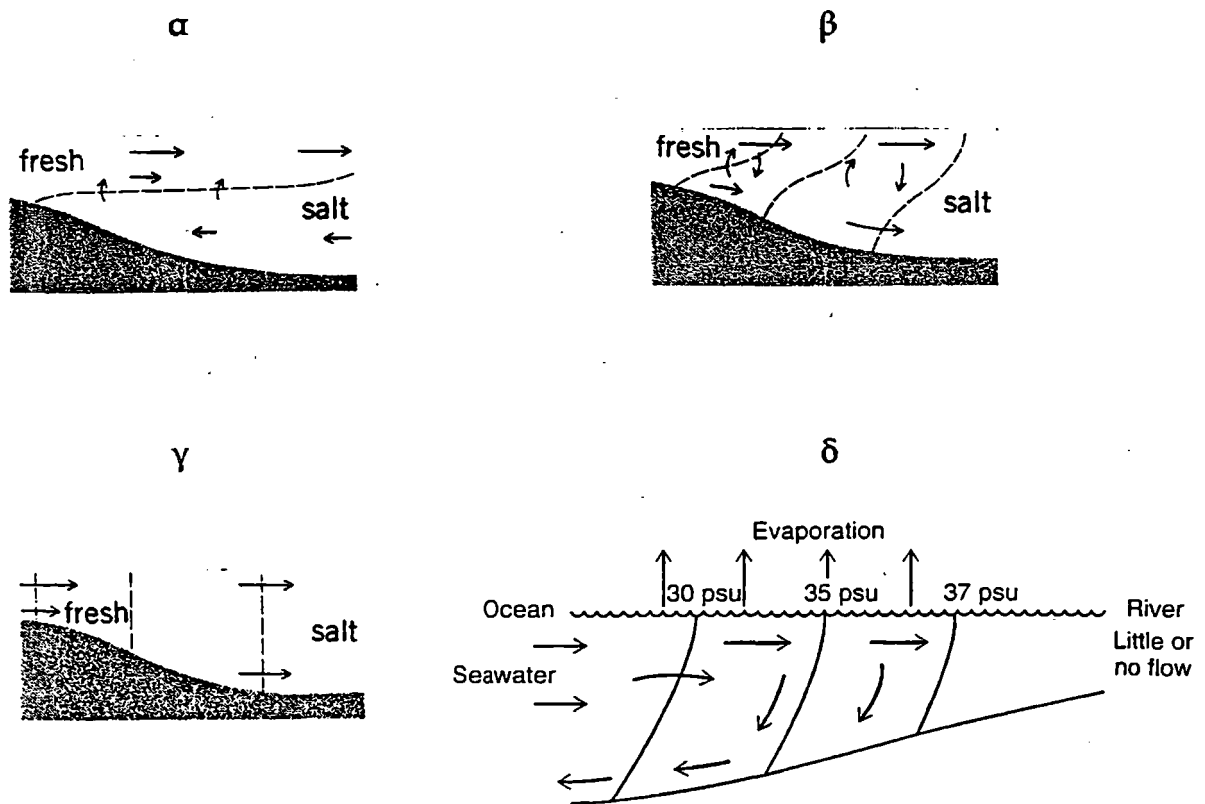 α
β
fresh
salt
fresh
salt
γ
δ
fresh
salt
Evaporation
30 psu 35 psu 37 psu
Ocean
River
Seawater
Little or
no flow